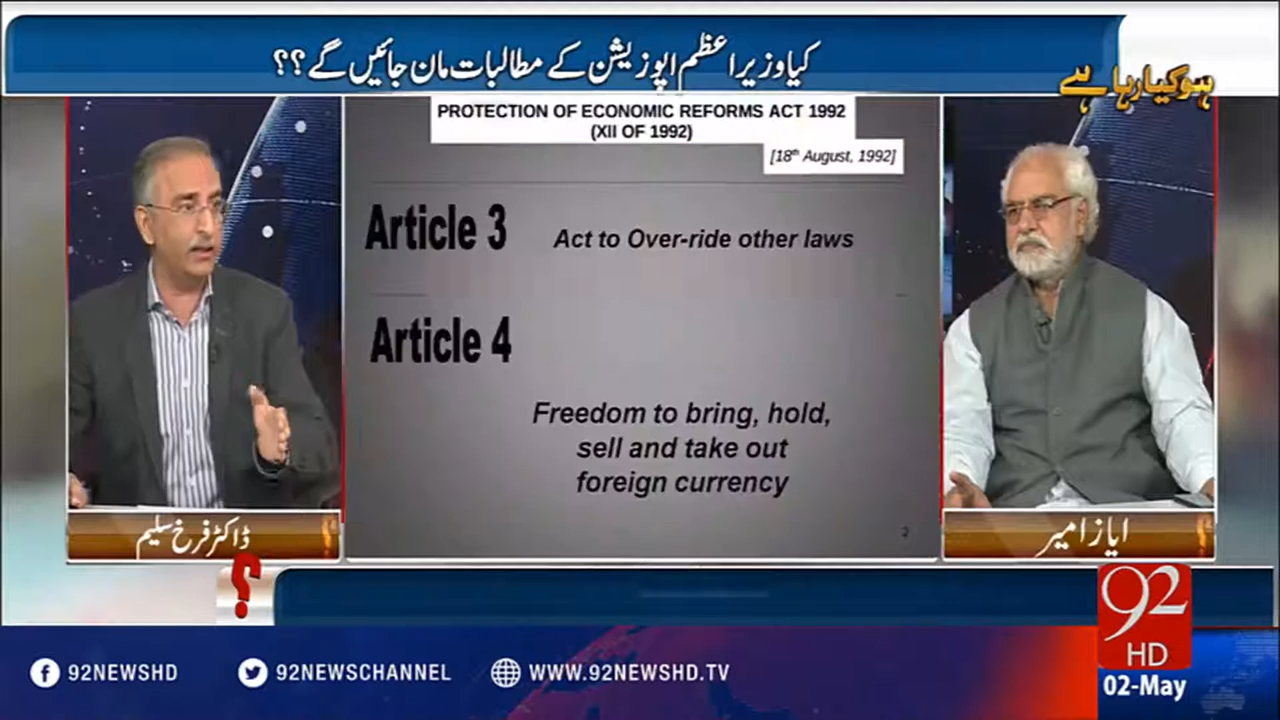 کیا وزیراعظم اپوزیشن کے مطالبات مان جائیں گے؟؟
ہو کیا رہا ہے
PROTECTION OF ECONOMIC REFORMS ACT 1992
(XII OF 1992)
[18th August, 1992]
Article 3
Act to Over-ride other laws
Article 4
Freedom to bring, hold,
sell and take out
foreign currency
2
ڈاکٹر فرخ سلیم
ایاز امیر
؟
92
HD
02-May
92NEWSHD
92NEWSCHANNEL
WWW.92NEWSHD.TV